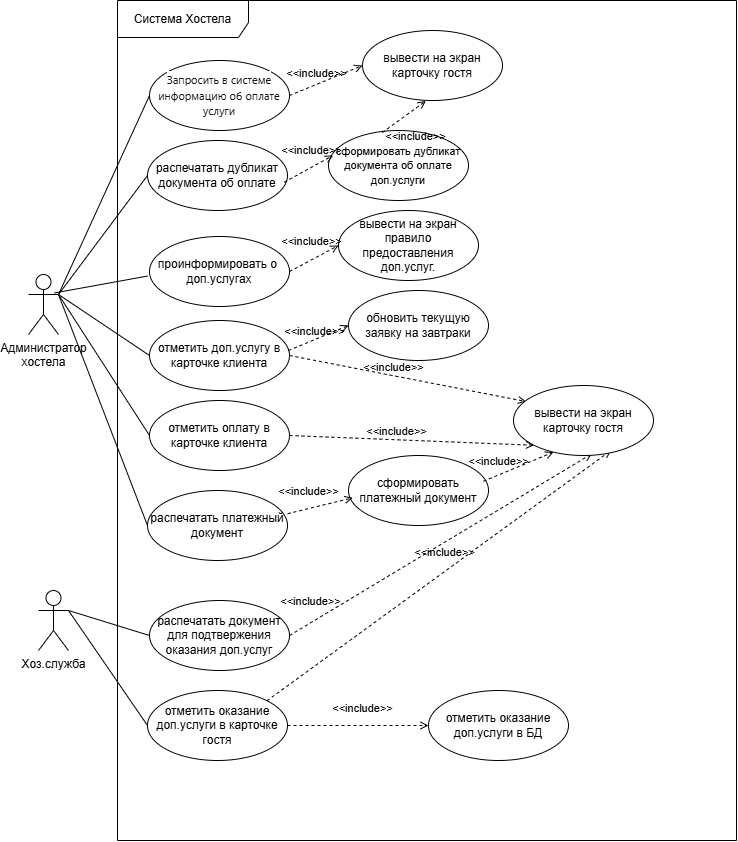 Система Хостела
вывести на экран
карточку гостя
<<include>>
Запросить в системе
информацию об оплате
услуги
<<include>>
<<include>>
сформировать дубликат
документа об оплате
доп.услуги
распечатать дубликат
документа об оплате
вывести на экран
правило
предоставления
доп.услуг.
<<include>>
проинформировать о
доп.услугах
обновить текущую
заявку на завтраки
<<include>>
Администратор
хостела
отметить доп.услугу в
карточке клиента
<<include>>
вывести на экран
карточку гостя
отметить оплату в
карточке клиента
<<include>>
<<include>>
сформировать
платежный документ
<<include>>
распечатать платежный
документ
<<include>>
<<include>>
распечатать документ
для подтвержения
оказания доп.услуг
Хоз.служба
отметить оказание
доп.услуги в карточке
гостя
<<include>>
отметить оказание
доп.услуги в БД